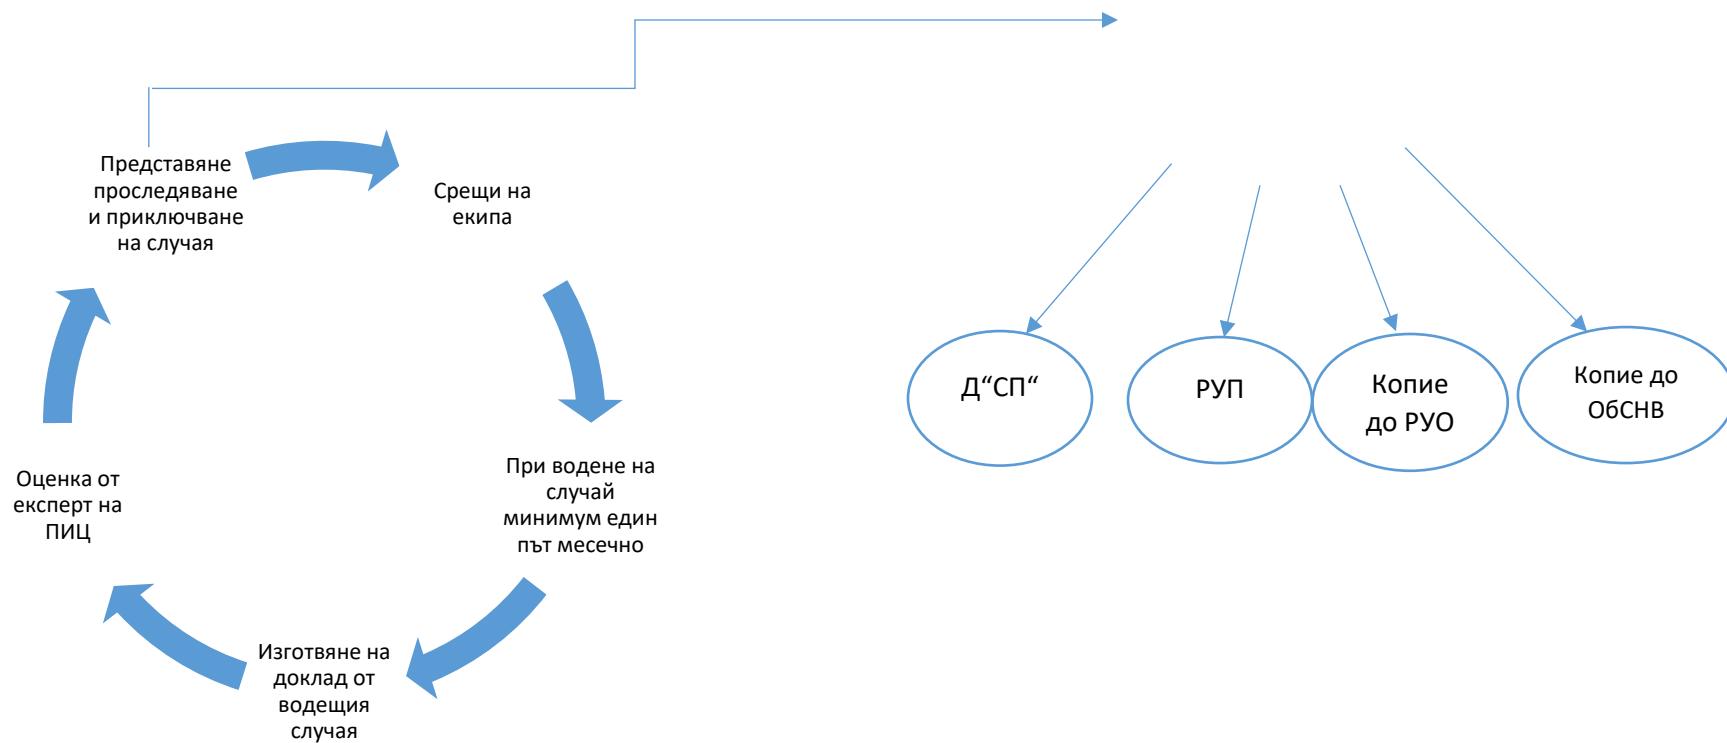 Представяне
проследяване
и приключване
на случая
Срещи на
екипа
При водене на
случай
минимум един
път месечно
Изготвяне на
доклад от
водещия
случая
Оценка от
експерт на
ПИЦ
Д“СП“
РУП
Копие
до РУО
Копие до
ОбСНВ